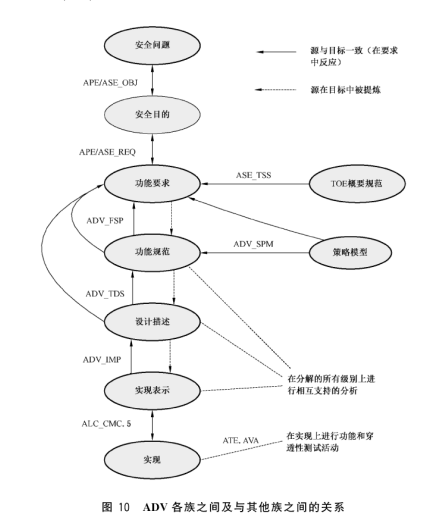 安全问题
源与目标一致（在要求
中反应）
APE/ASE_OBJ
源在目标中被提炼
安全目的
APE/ASE_REQ
功能要求
ASE_TSS
TOE概要规范
ADV_FSP
功能规范
ADV_SPM
策略模型
ADV_TDS
设计描述
ADV_IMP
在分解的所有级别上进
行相互支持的分析
实现表示
ALC_CMC.5
ATE，AVA
在实现上进行功能和穿
透性测试活动
实现
图 10 ADV 各族之间及与其他族之间的关系